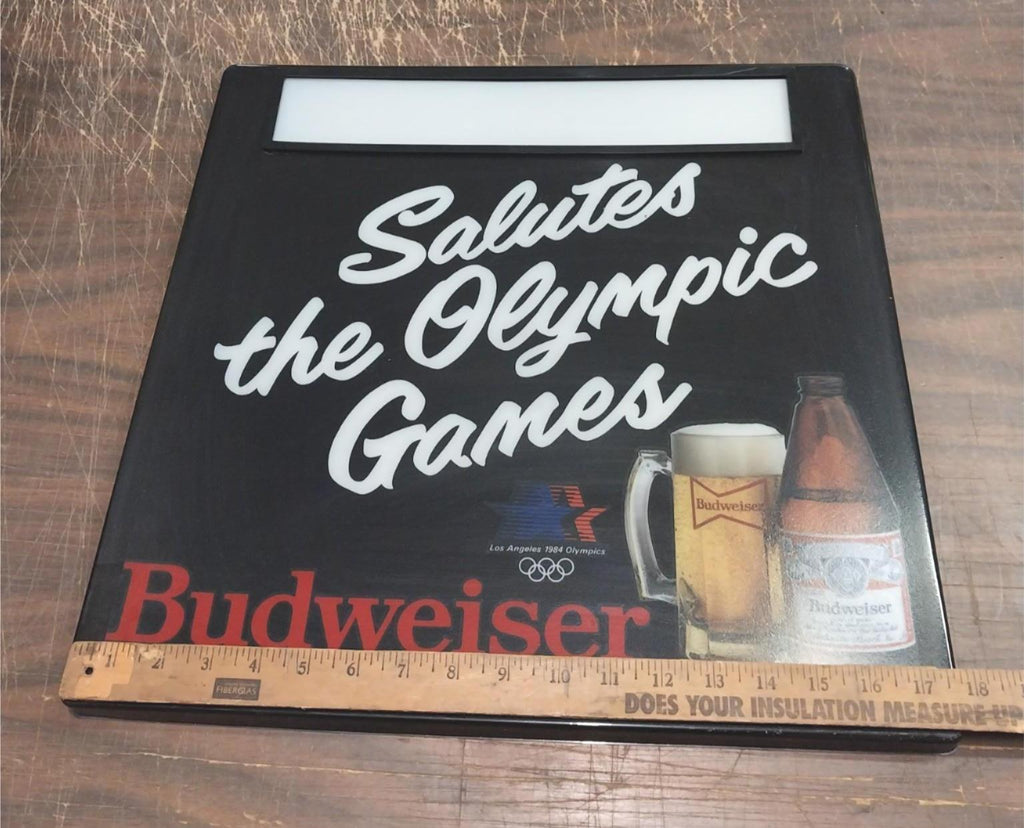 Salutes
the Olympic
Games
Budweiser
Los Angeles 1984 Olympics
Budweiser
Budweiser
1 2 3 4 5 6 7 8 9 10 11 12 13 14 15 16 17 18
FIBERGLAS
DOES YOUR INSULATION MEASURE UP